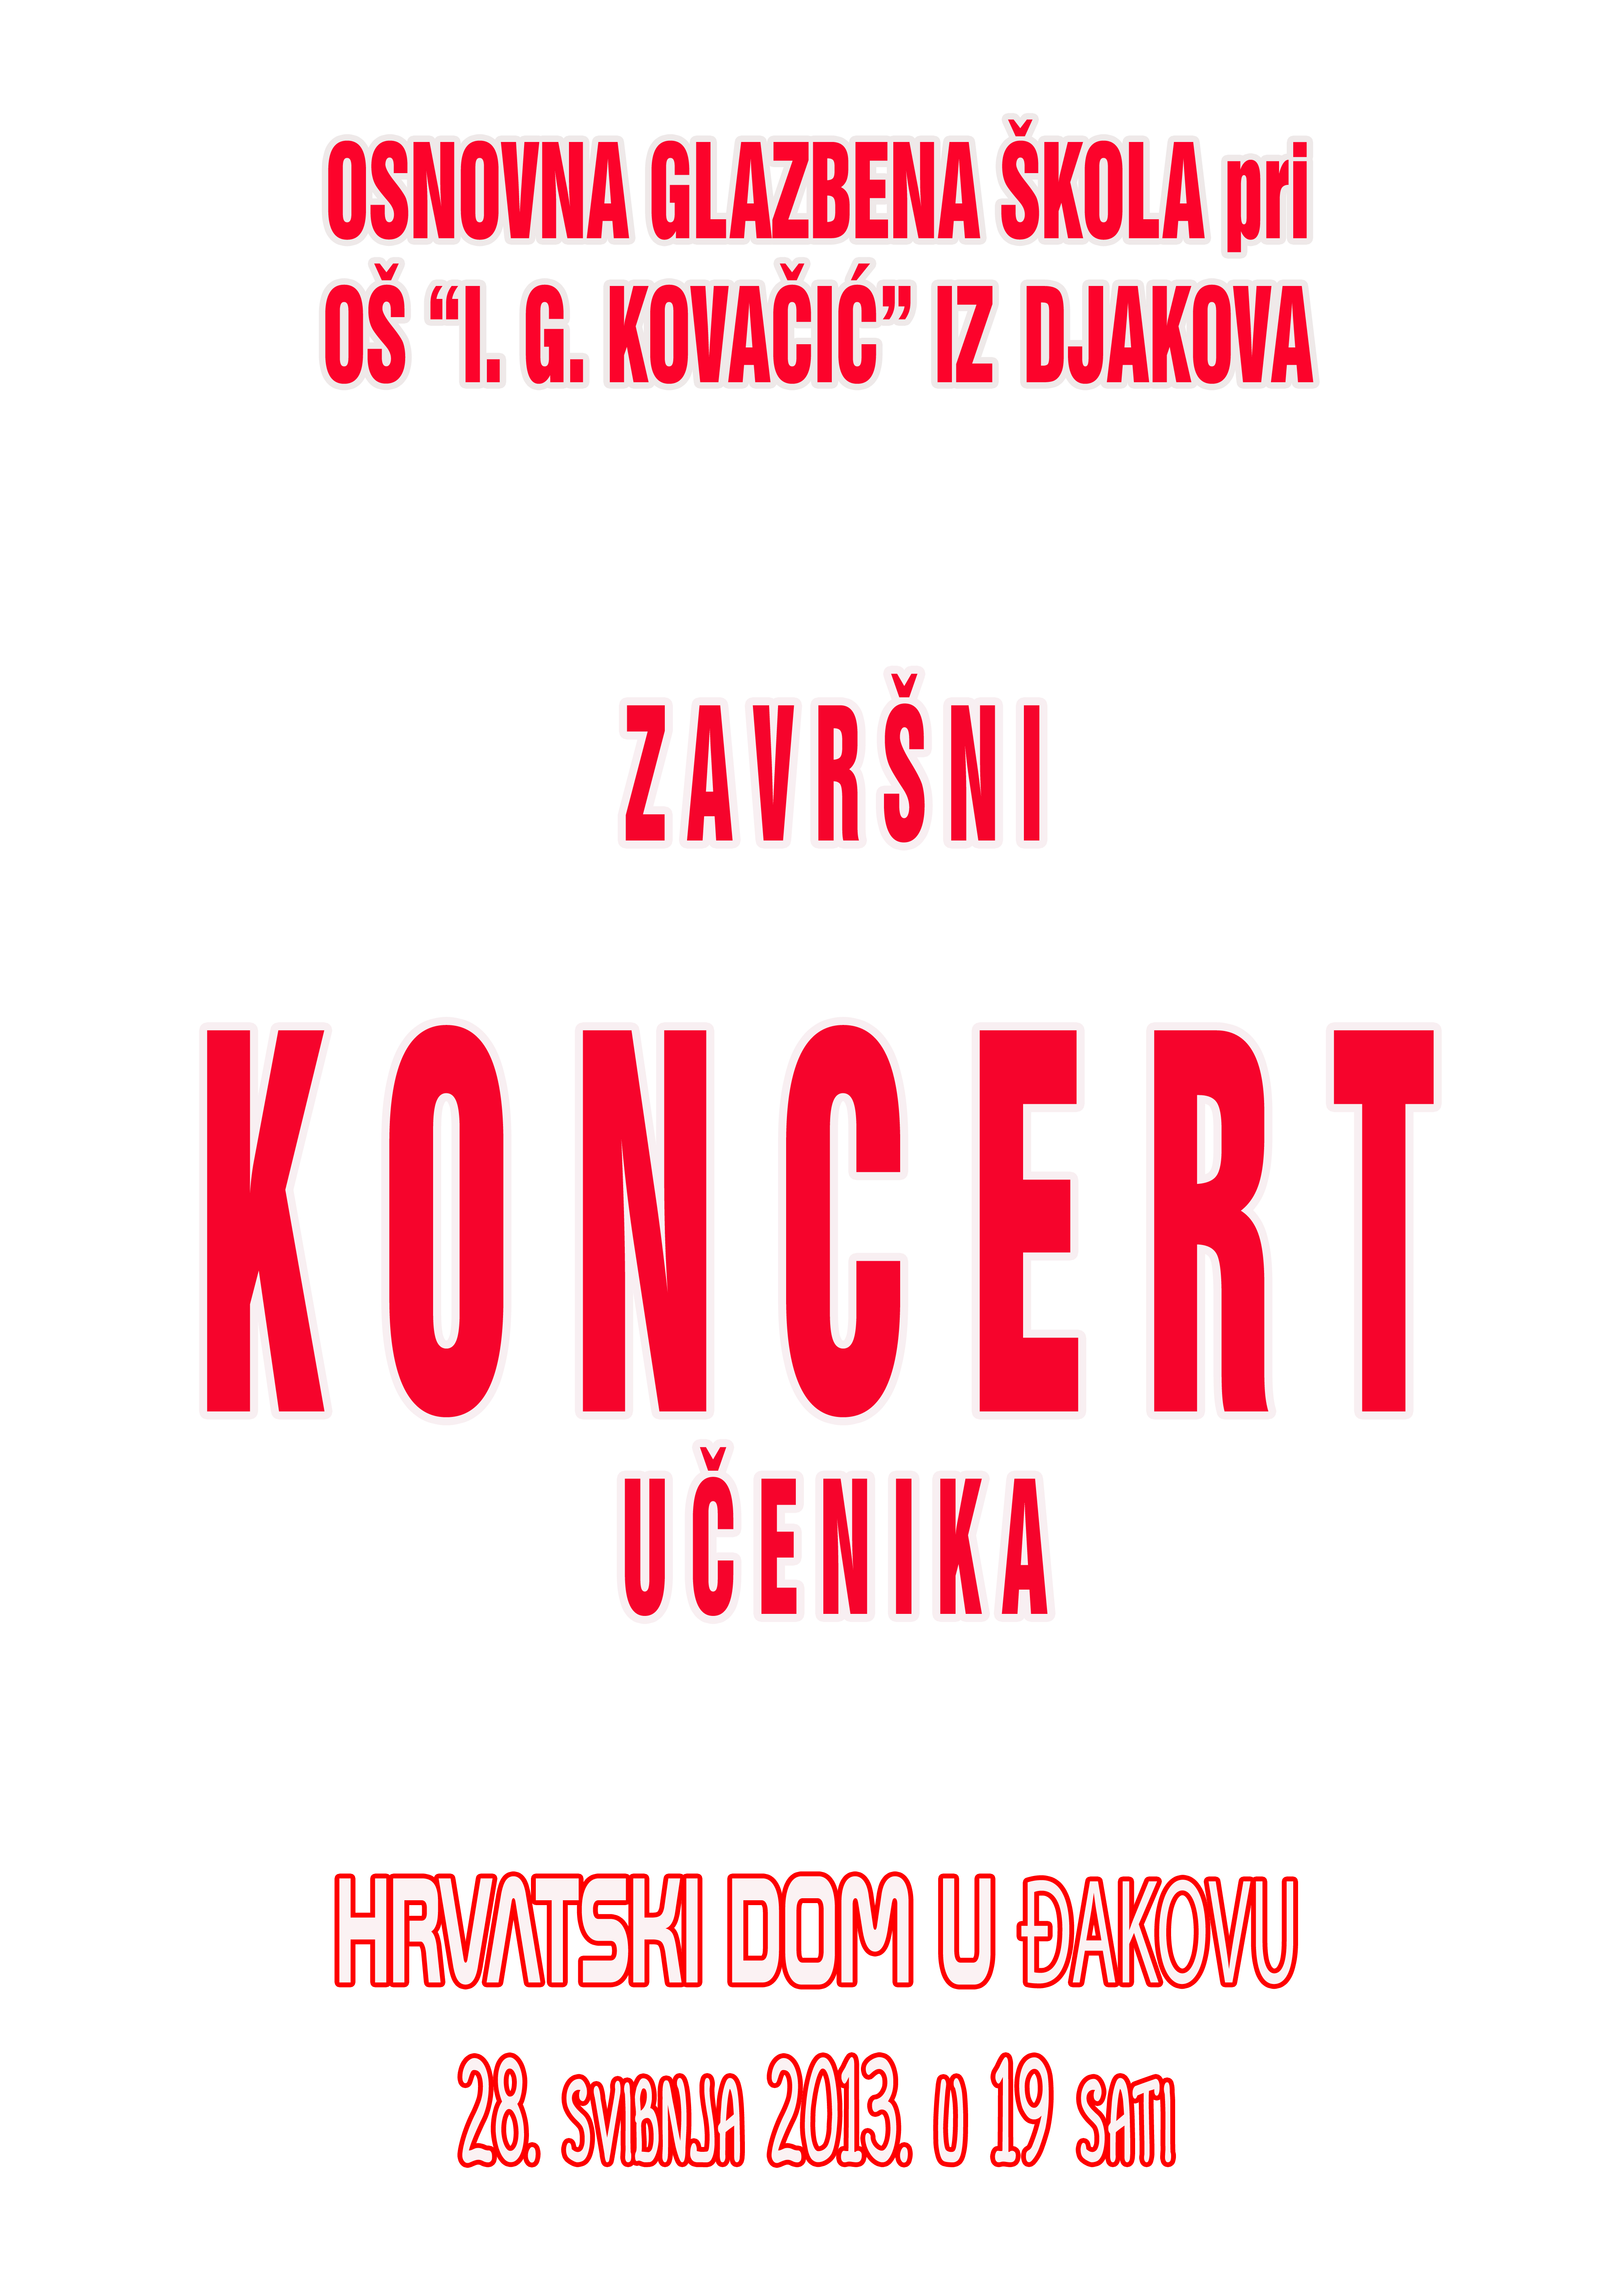 OSNOVNA GLAZBENA ŠKOLA pri
OŠ “I. G. KOVAČIĆ” IZ DJAKOVA
ZAVRŠNI
KONCERT
UČENIKA
HRVATSKI DOM U ĐAKOVU
28. SVIBNJA 2013. U 19 SATI